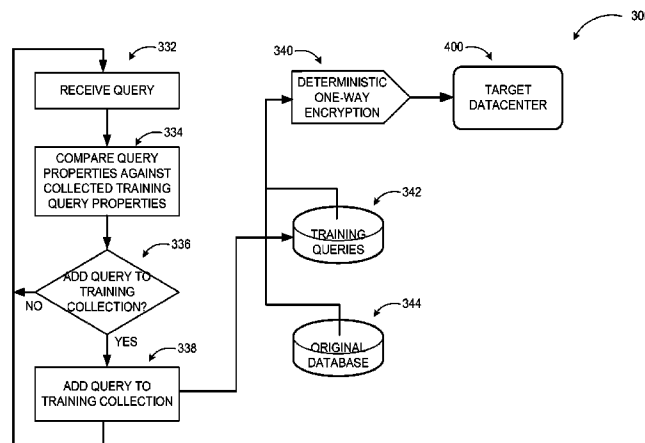 332
RECEIVE QUERY
334
COMPARE QUERY
PROPERTIES AGAINST
COLLECTED TRAINING
QUERY PROPERTIES
336
ADD QUERY TO
TRAINING
COLLECTION?
NO
YES
338
ADD QUERY TO
TRAINING COLLECTION
340
DETERMINISTIC
ONE-WAY
ENCRYPTION
400
TARGET
DATACENTER
342
TRAINING
QUERIES
344
ORIGINAL
DATABASE